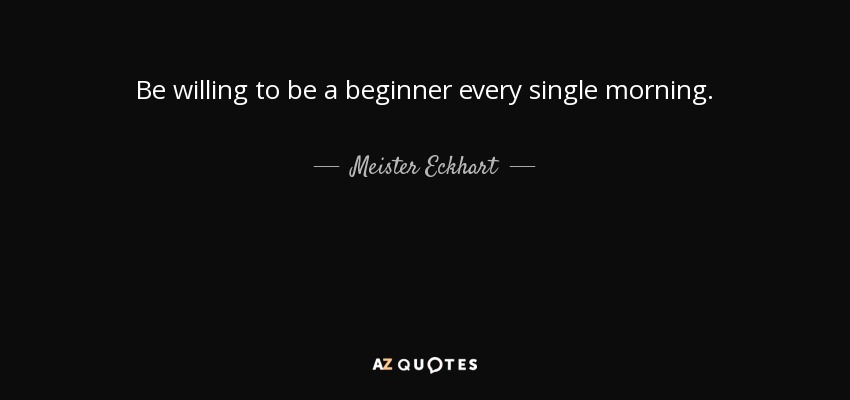 Be willing to be a beginner every single morning.
Meister Eckhart
AZ QUOTES